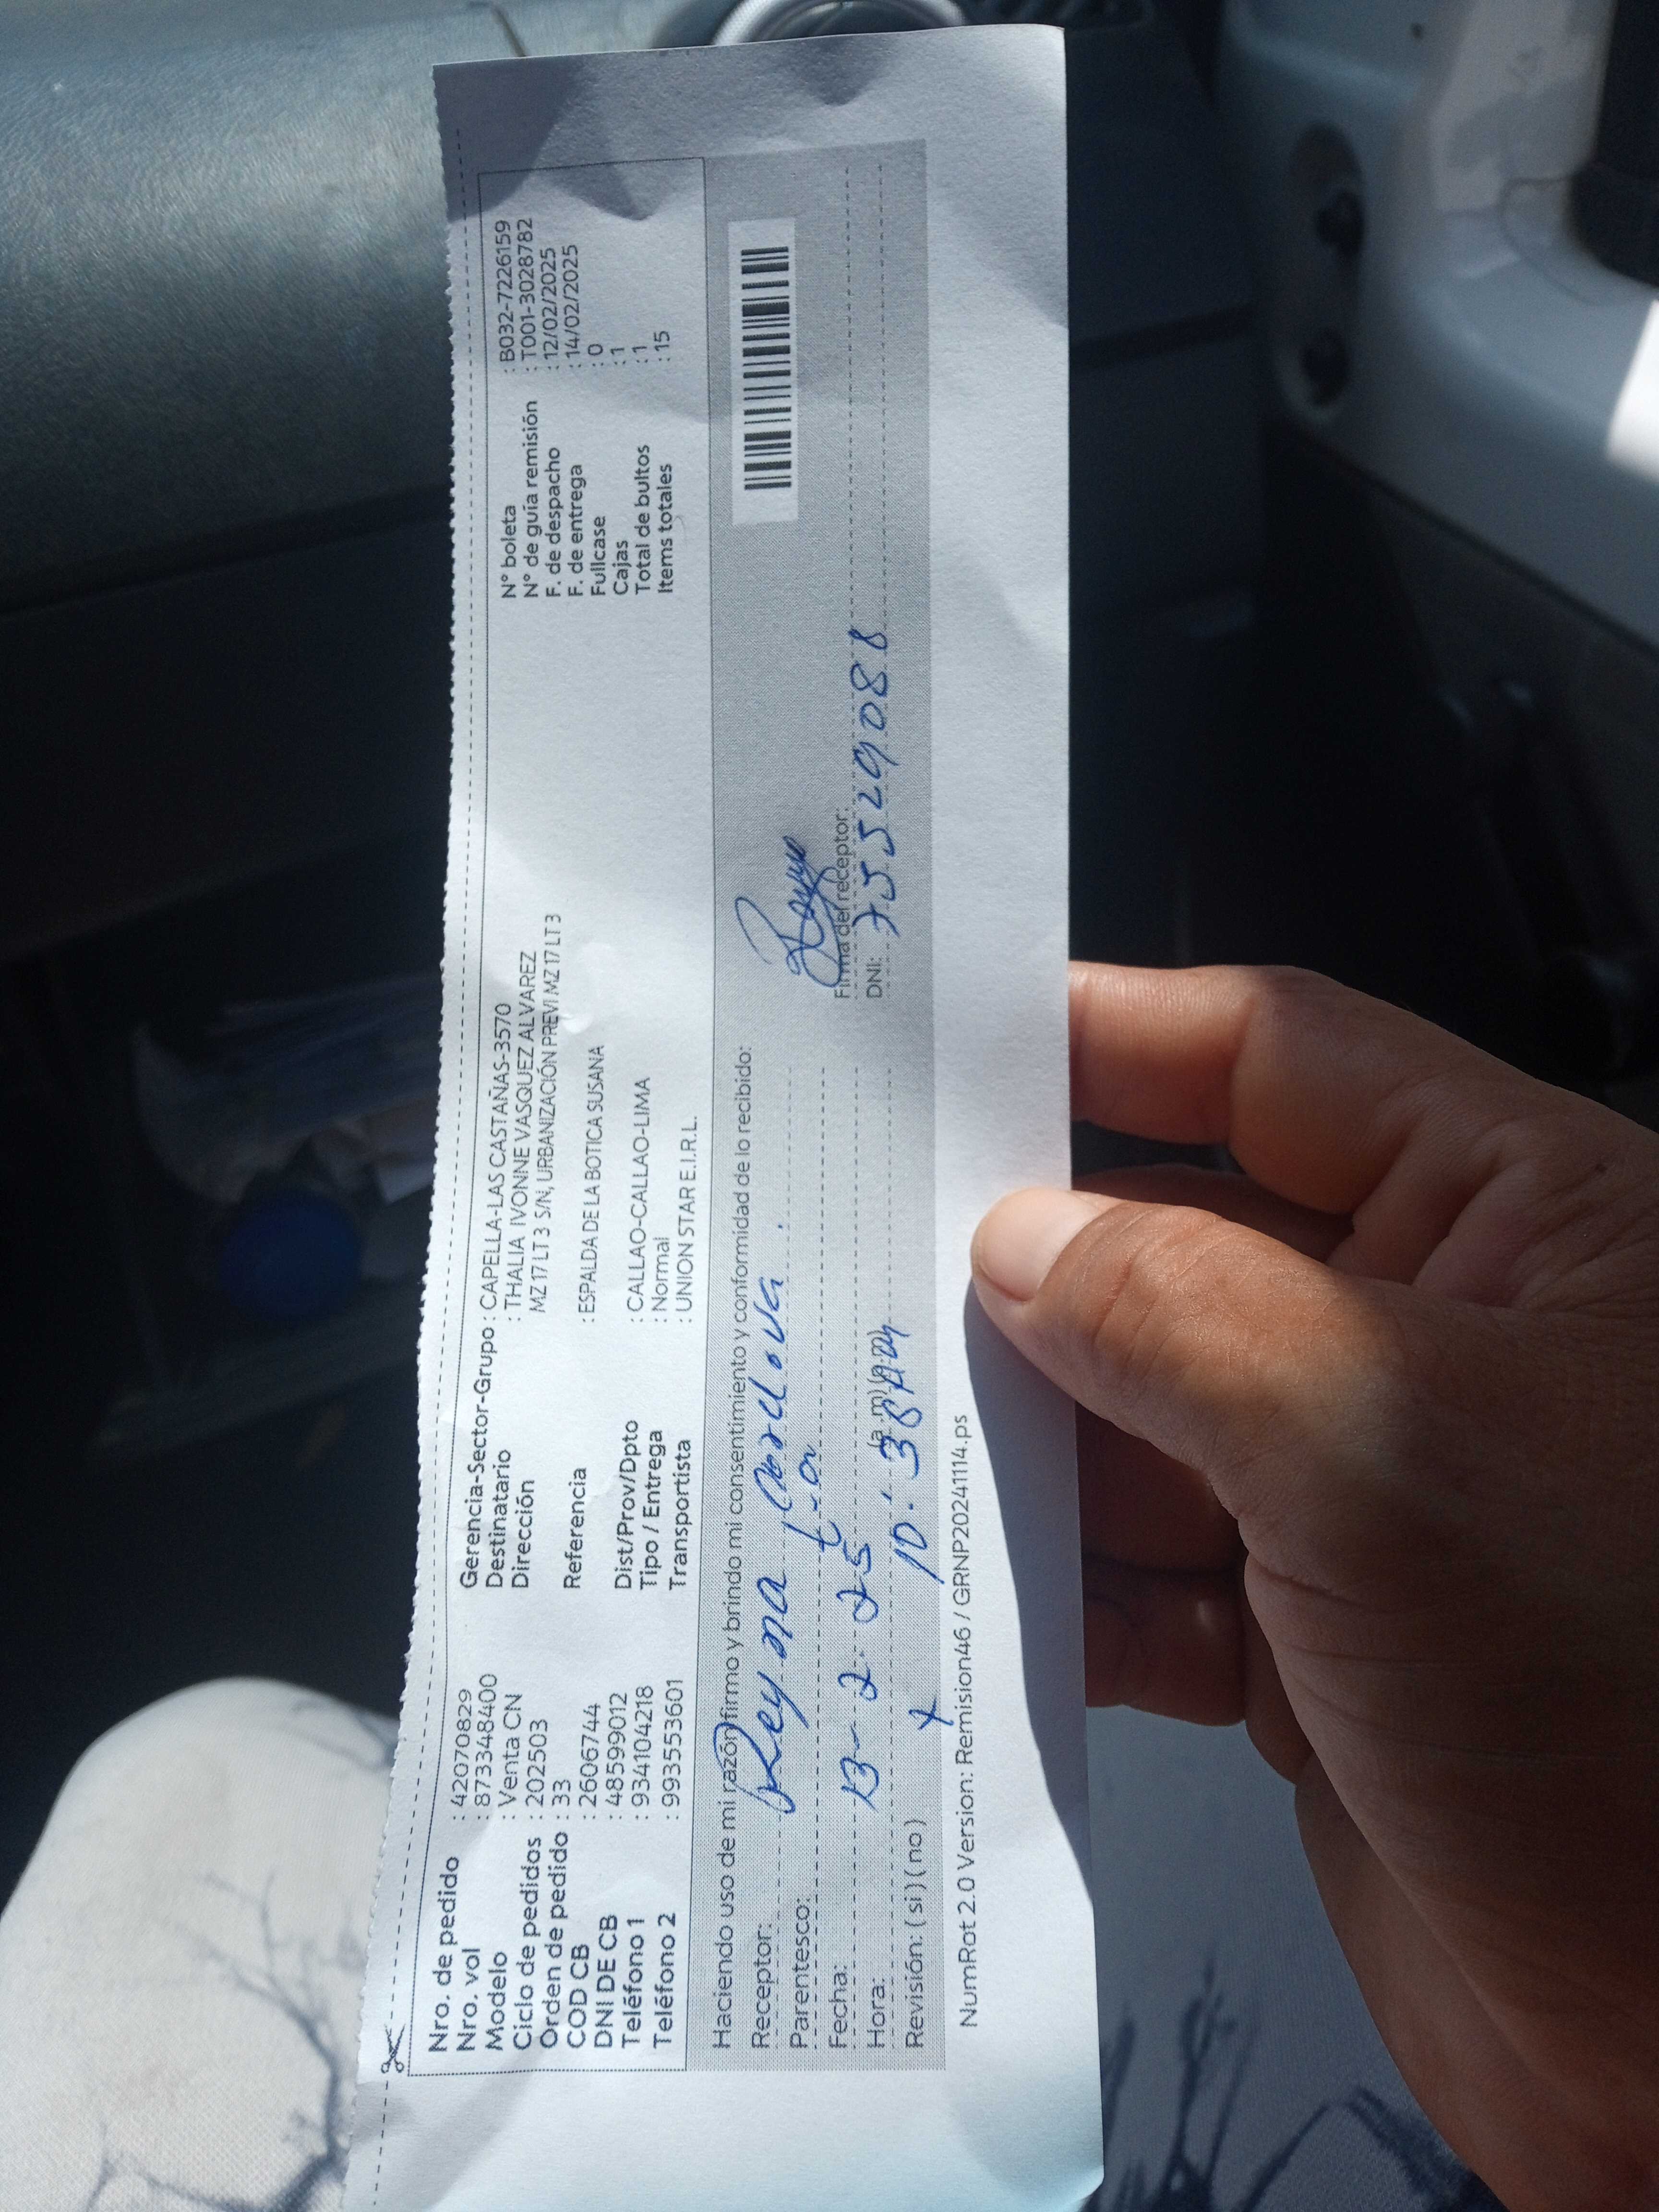 Nro. de pedido : 420708829
Nro. vol : 873348400
Modelo : Venta CN
Ciclo de pedidos : 202503
Orden de pedido : 33
COD CB : 2606744
DNI DE CB : 48599012
Teléfono 1 : 934104218
Teléfono 2 : 993553601
Gerencia-Sector-Grupo : CAPELLA-LAS CASTAÑAS-3570
Destinatario : THALIA IVONNE VASQUEZ ALVAREZ
Dirección MZ 17 LT 3 S/N, URBANIZACIÓN PREVI MZ 17 LT 3
Referencia : ESPALDA DE LA BOTICA SUSANA
Dist/Prov/Dpto : CALLAO-CALLAO-LIMA
Tipo / Entrega : Normal
Transportista : UNION STAR E.I.R.L.
N° boleta : B032-7226159
N° de guía remisión : T001-3028782
F. de despacho : 12/02/2025
F. de entrega : 14/02/2025
Fullcase : 0
Cajas : 1
Total de bultos : 1
Items totales : 15
Haciendo uso de mi razón firmo y brindo mi consentimiento y conformidad de lo recibido:
Receptor: Reyna Cordova
Parentesco:
Fecha: 13-2-25
Hora: 10:38 AM (a.m) (p.m)
Revisión: ( si ) ( no ) x
Firma del receptor:
DNI: 75529088
NumRot 2.0 Version: Remision46 / GRNP20241114.ps